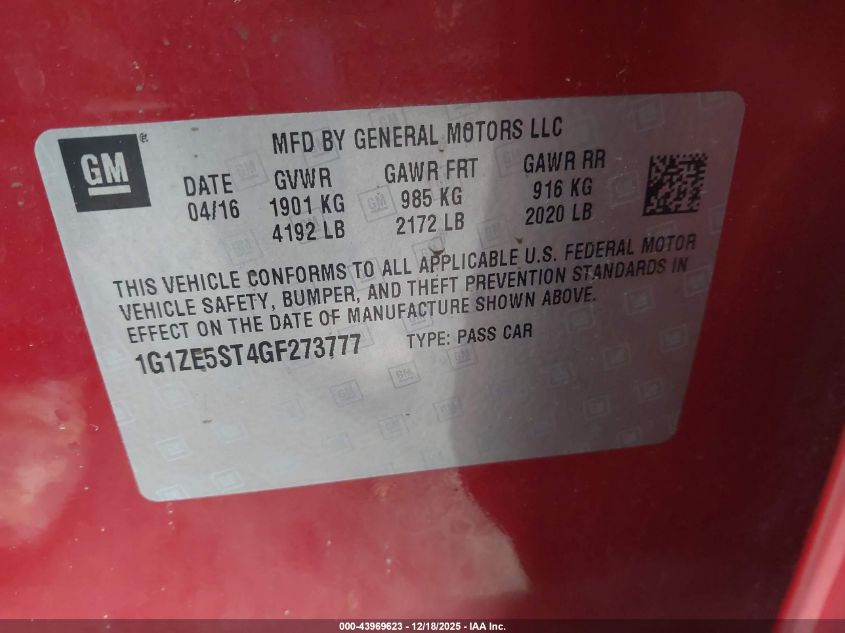 GM ®
MFD BY GENERAL MOTORS LLC
DATE GVWR GAWR FRT GAWR RR
04/16 1901 KG 985 KG 916 KG
4192 LB 2172 LB 2020 LB
THIS VEHICLE CONFORMS TO ALL APPLICABLE U.S. FEDERAL MOTOR
VEHICLE SAFETY, BUMPER, AND THEFT PREVENTION STANDARDS IN
EFFECT ON THE DATE OF MANUFACTURE SHOWN ABOVE.
1G1ZE5ST4GF273777 TYPE: PASS CAR
000-43969623 - 12/18/2025 - IAA Inc.